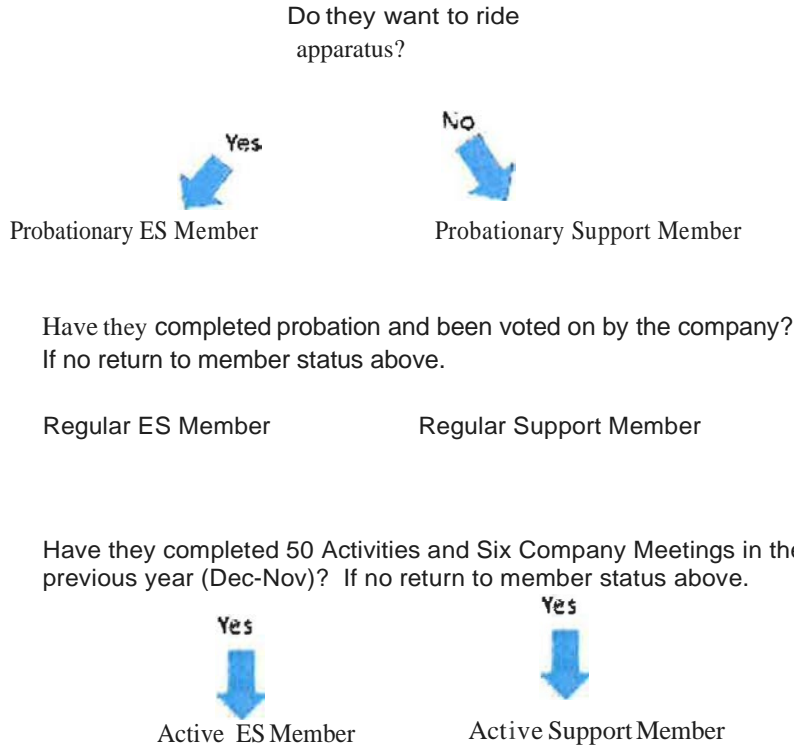 Do they want to ride
apparatus?
Yes
No
Probationary ES Member
Probationary Support Member
Have they completed probation and been voted on by the company?
If no return to member status above.
Regular ES Member
Regular Support Member
Have they completed 50 Activities and Six Company Meetings in the
previous year (Dec-Nov)? If no return to member status above.
Yes
Yes
Active ES Member
Active Support Member